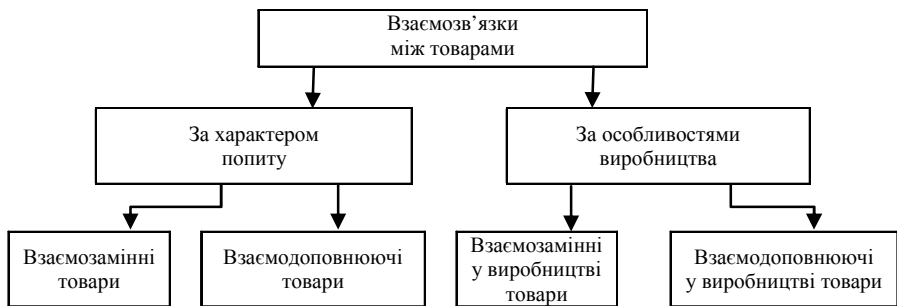 Взаємозв’язки
між товарами
За характером
попиту
За особливостями
виробництва
Взаємозамінні
товари
Взаємодоповнюючі
товари
Взаємозамінні
у виробництві
товари
Взаємодоповнюючі
у виробництві товари